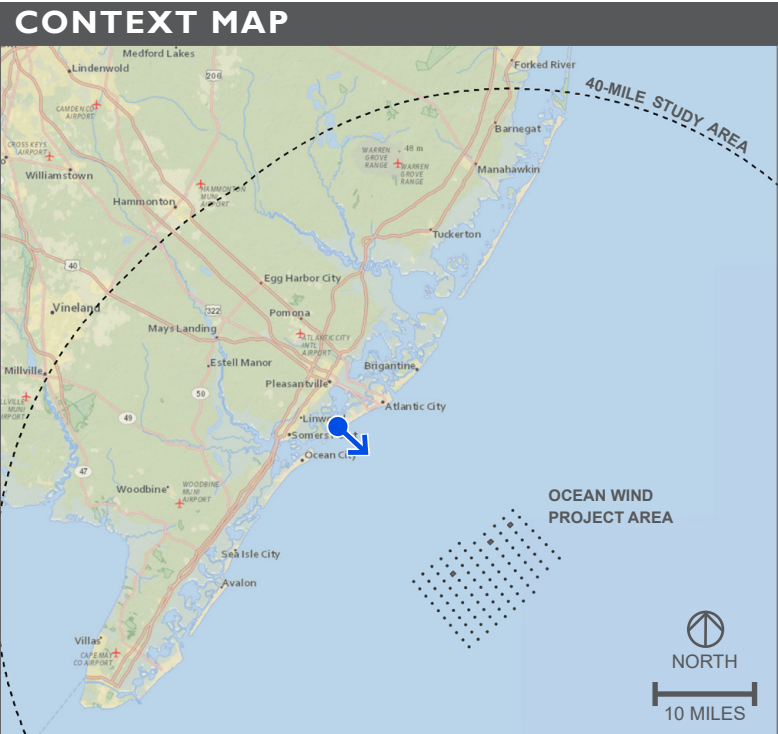 CONTEXT MAP
Medford Lakes
Lindenwold
Forked River
206
40-MILE STUDY AREA
CAMDEN CO
AIRPORT
Barnegat
CROSS KEYS
AIRPORT
WARREN
GROVE
RANGE
48 m
WARREN
GROVE
RANGE
Manahawkin
Williamstown
HAMMONTON
MUNI
AIRPORT
Hammonton
Tuckerton
40
Egg Harbor City
Vineland
322
Pomona
Mays Landing
ATLANTIC CITY
INTL
AIRPORT
Estell Manor
Brigantine
Millville
Pleasantville
50
LLVILLE
MUNI
IRPORT
Atlantic City
49
Linw
Somers
Ocean City
47
Woodbine
WOODBINE
MUNI
AIRPORT
OCEAN WIND
PROJECT AREA
Sea Isle City
Avalon
Villas
CAPE MAY
CO AIRPORT
NORTH
10 MILES